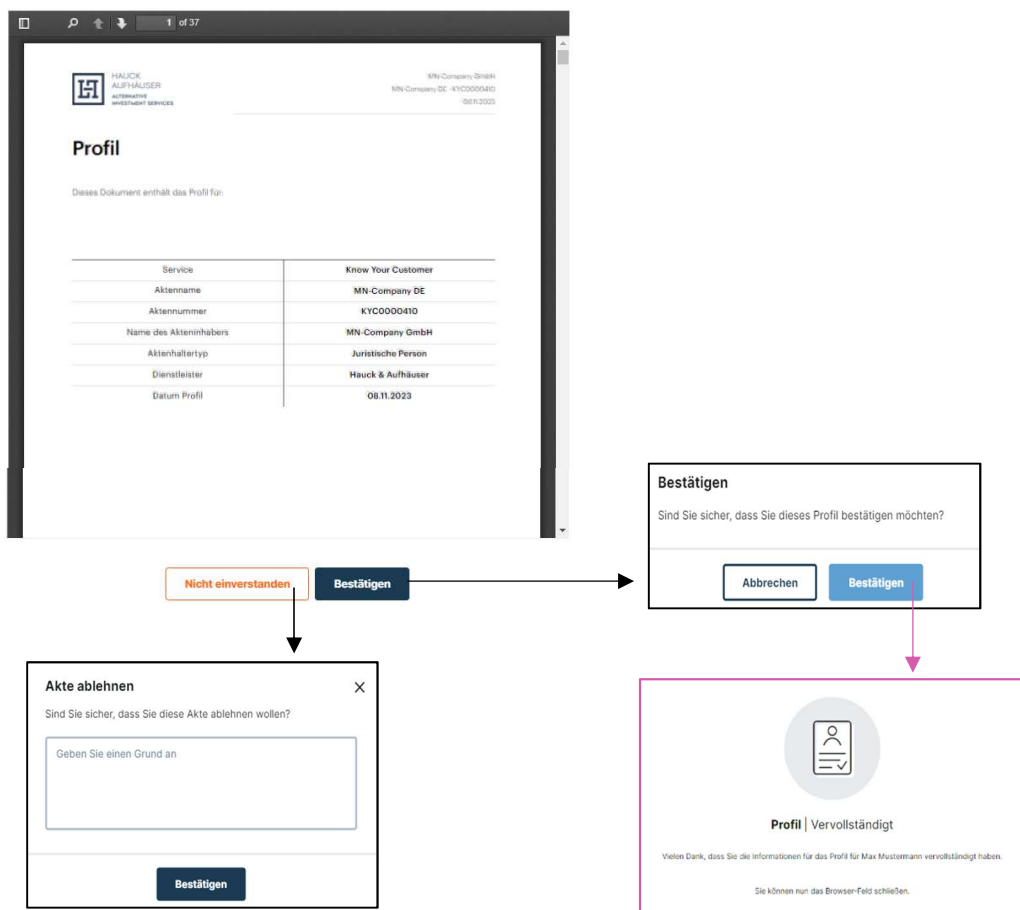 1 of 37
HAUCK
AUFHÄUSER
ALTERNATIVE
INVESTMENT SERVICES
MN-Company GmbH
MN-Company DE -KYC0000410
08.11.2023
Profil
Dieses Dokument enthält das Profil für:
Service Know Your Customer
Aktenname MN-Company DE
Aktennummer KYC0000410
Name des Akteninhabers MN-Company GmbH
Aktenhaltertyp Juristische Person
Dienstleister Hauck & Aufhäuser
Datum Profil 08.11.2023
Nicht einverstanden Bestätigen
Bestätigen
Sind Sie sicher, dass Sie dieses Profil bestätigen möchten?
Abbrechen Bestätigen
Akte ablehnen
Sind Sie sicher, dass Sie diese Akte ablehnen wollen?
Geben Sie einen Grund an
Bestätigen
Profil | Vervollständigt
Vielen Dank, dass Sie die Informationen für das Profil für Max Mustermann vervollständigt haben.
Sie können nun das Browser-Feld schließen.